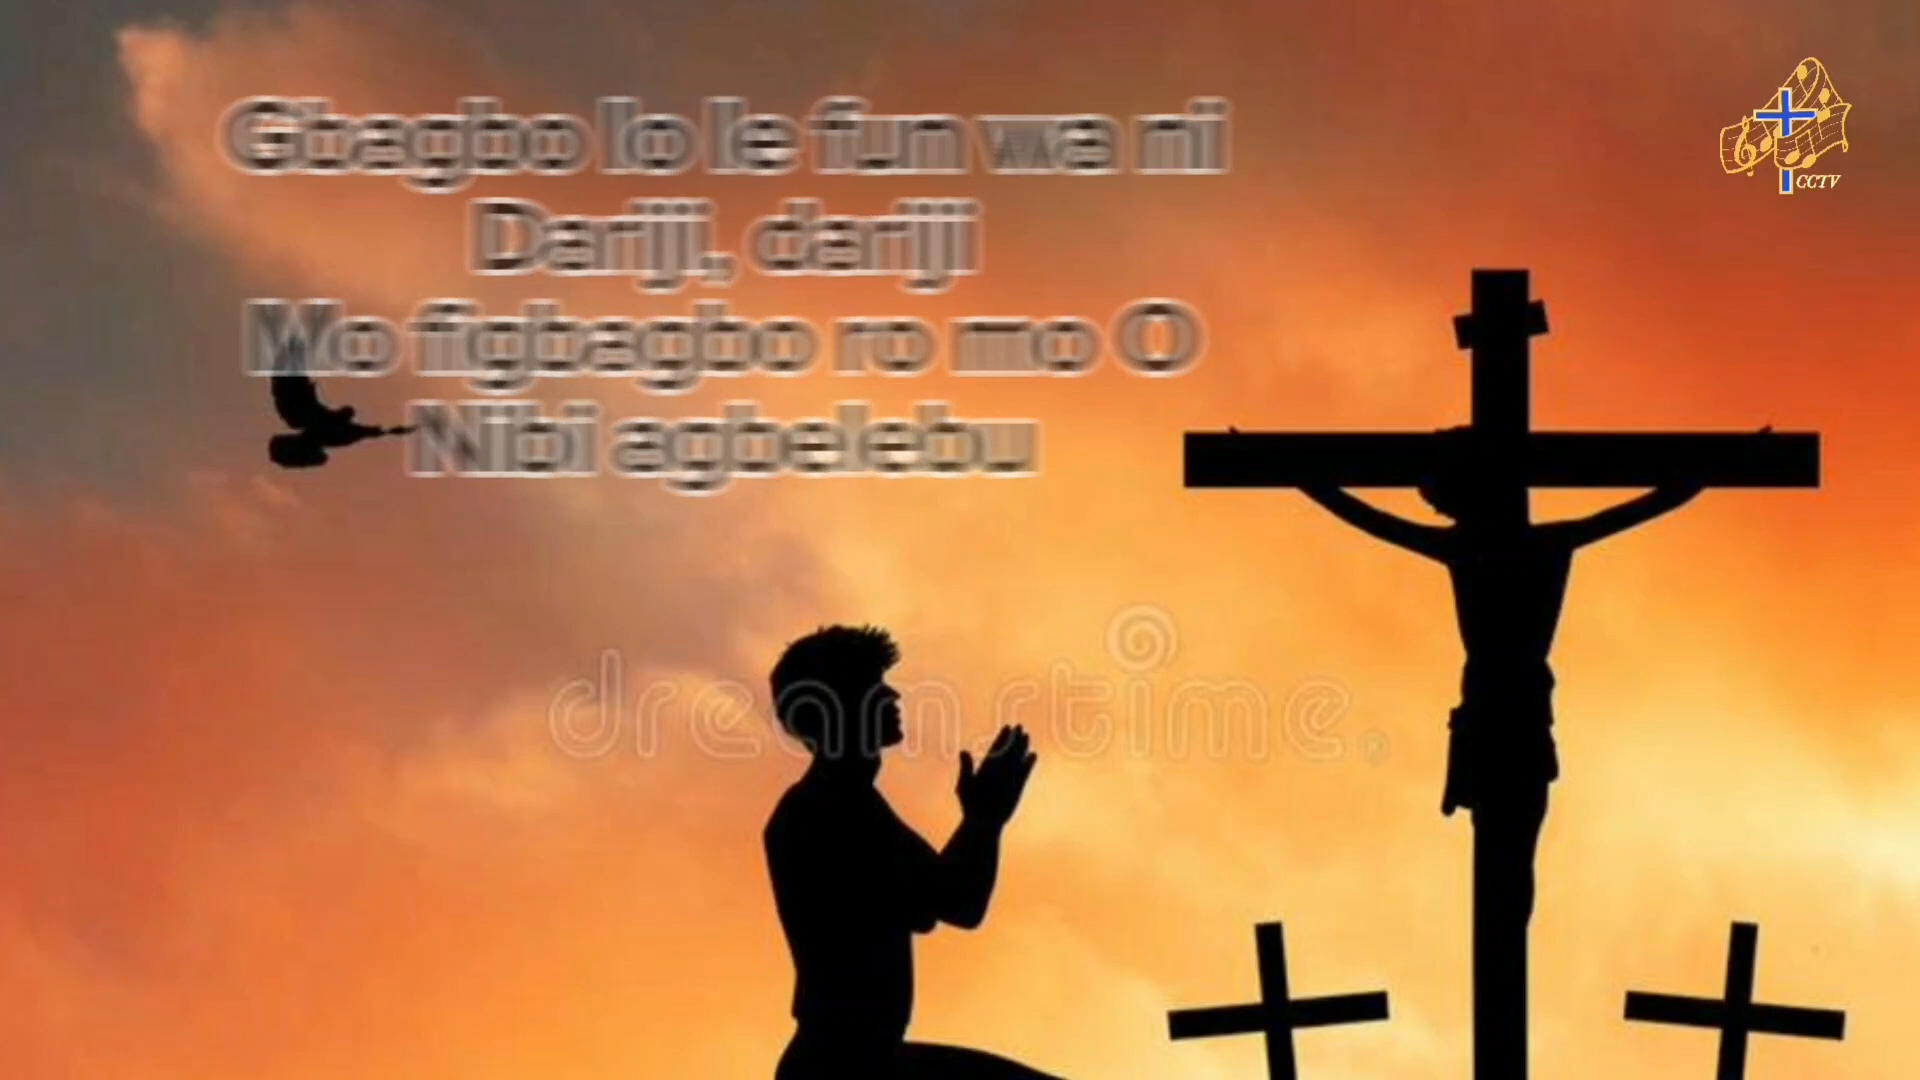 Gbagbo lo le fun wa ni
Dariji, dariji
Wo figbagbo ro mo O
Nibi agbelebu
CCTV
dreamstime.